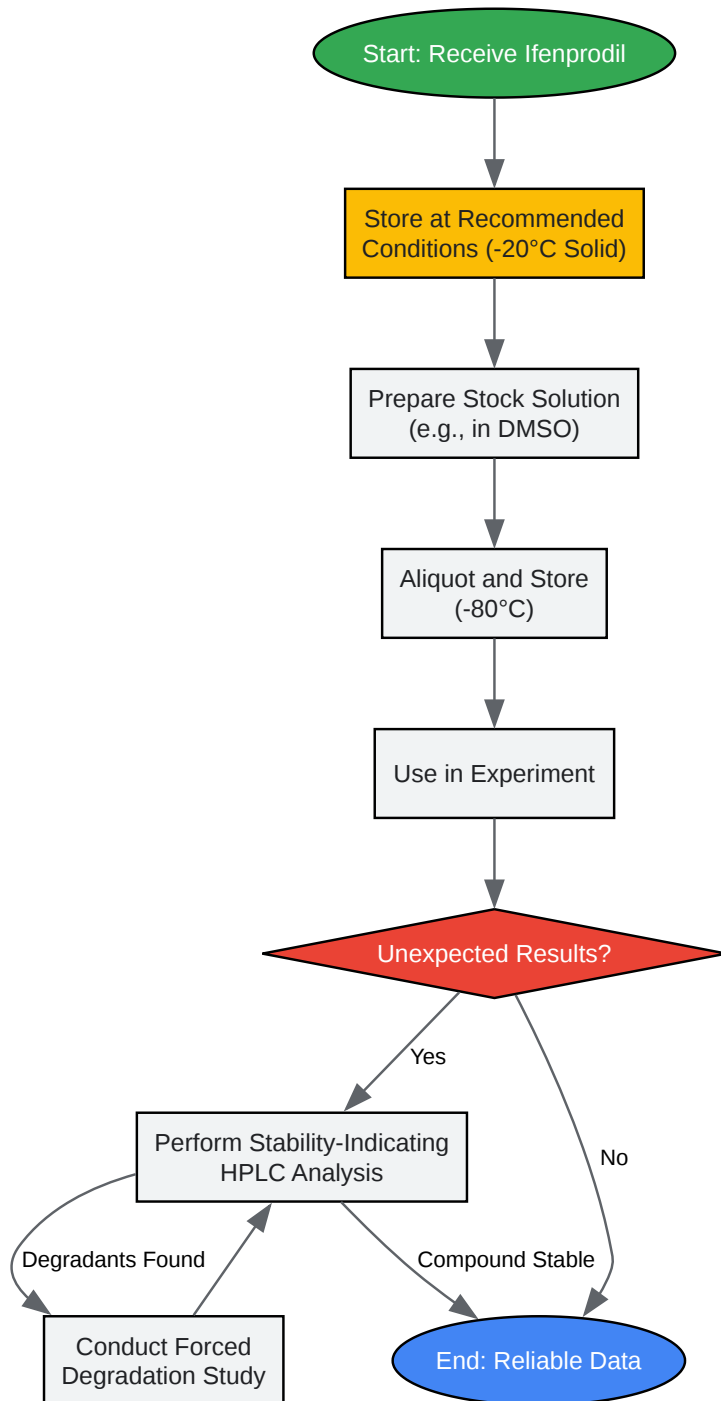 Start: Receive Ifenprodil
Store at Recommended
Conditions (-20°C Solid)
Prepare Stock Solution
(e.g., in DMSO)
Aliquot and Store
(-80°C)
Use in Experiment
Unexpected Results?
Yes
No
Perform Stability-Indicating
HPLC Analysis
Degradants Found
Compound Stable
Conduct Forced
Degradation Study
End: Reliable Data